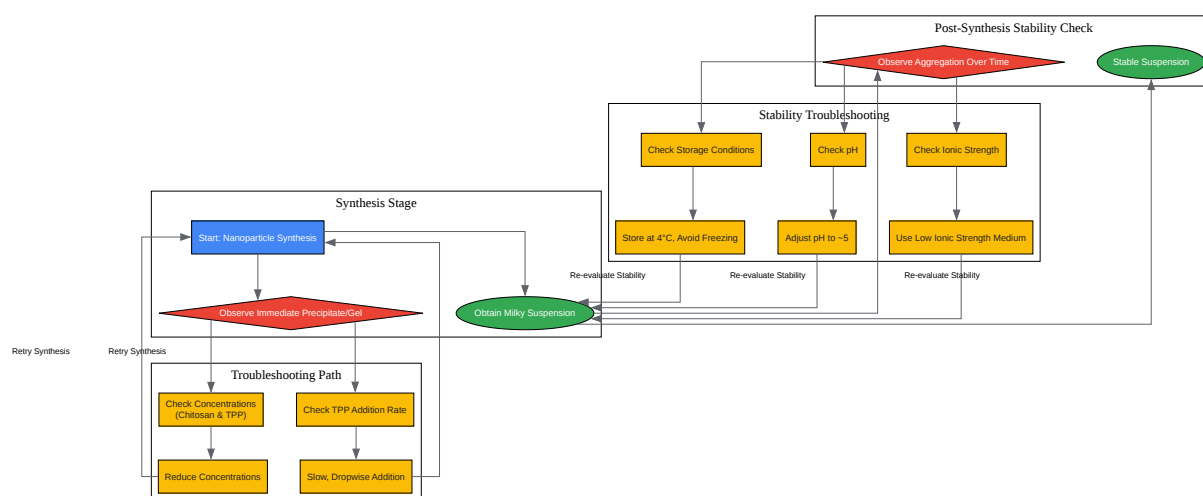 Post-Synthesis Stability Check
Observe Aggregation Over Time
Stable Suspension
Stability Troubleshooting
Check Storage Conditions
Check pH
Check Ionic Strength
Store at 4°C, Avoid Freezing
Adjust pH to ~5
Use Low Ionic Strength Medium
Re-evaluate Stability
Re-evaluate Stability
Re-evaluate Stability
Synthesis Stage
Start: Nanoparticle Synthesis
Observe Immediate Precipitate/Gel
Obtain Milky Suspension
Retry Synthesis
Retry Synthesis
Troubleshooting Path
Check Concentrations
(Chitosan & TPP)
Check TPP Addition Rate
Reduce Concentrations
Slow, Dropwise Addition